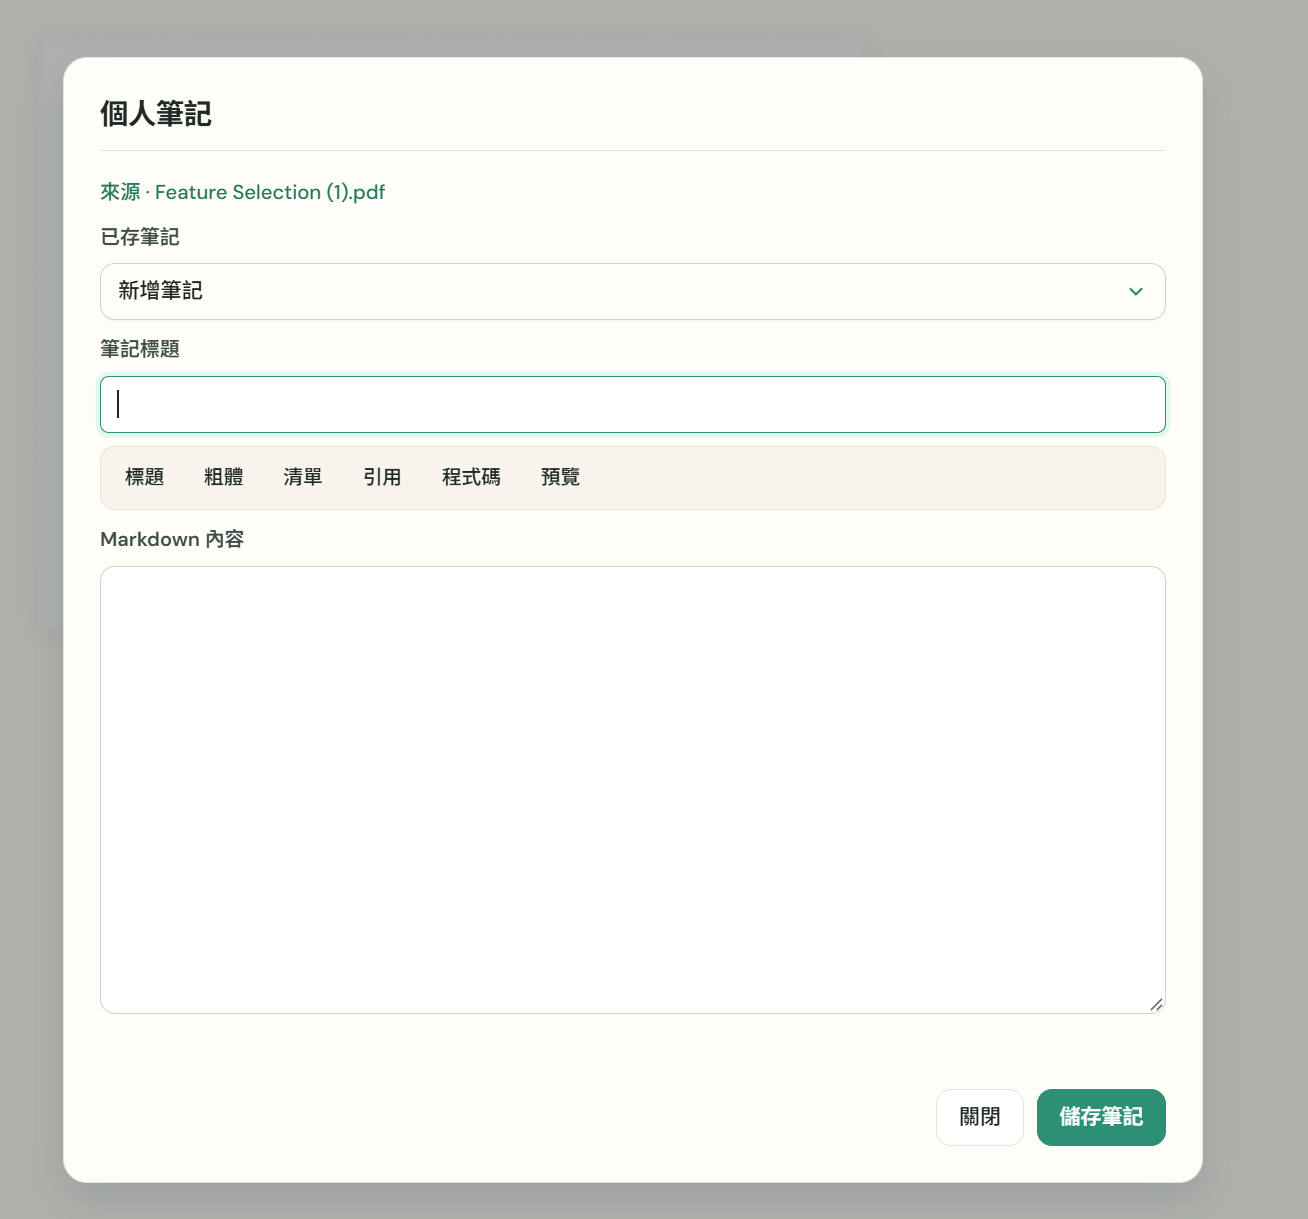 個人筆記
來源 · Feature Selection (1).pdf
已存筆記
新增筆記
筆記標題
標題 粗體 清單 引用 程式碼 預覽
Markdown 內容
關閉 儲存筆記